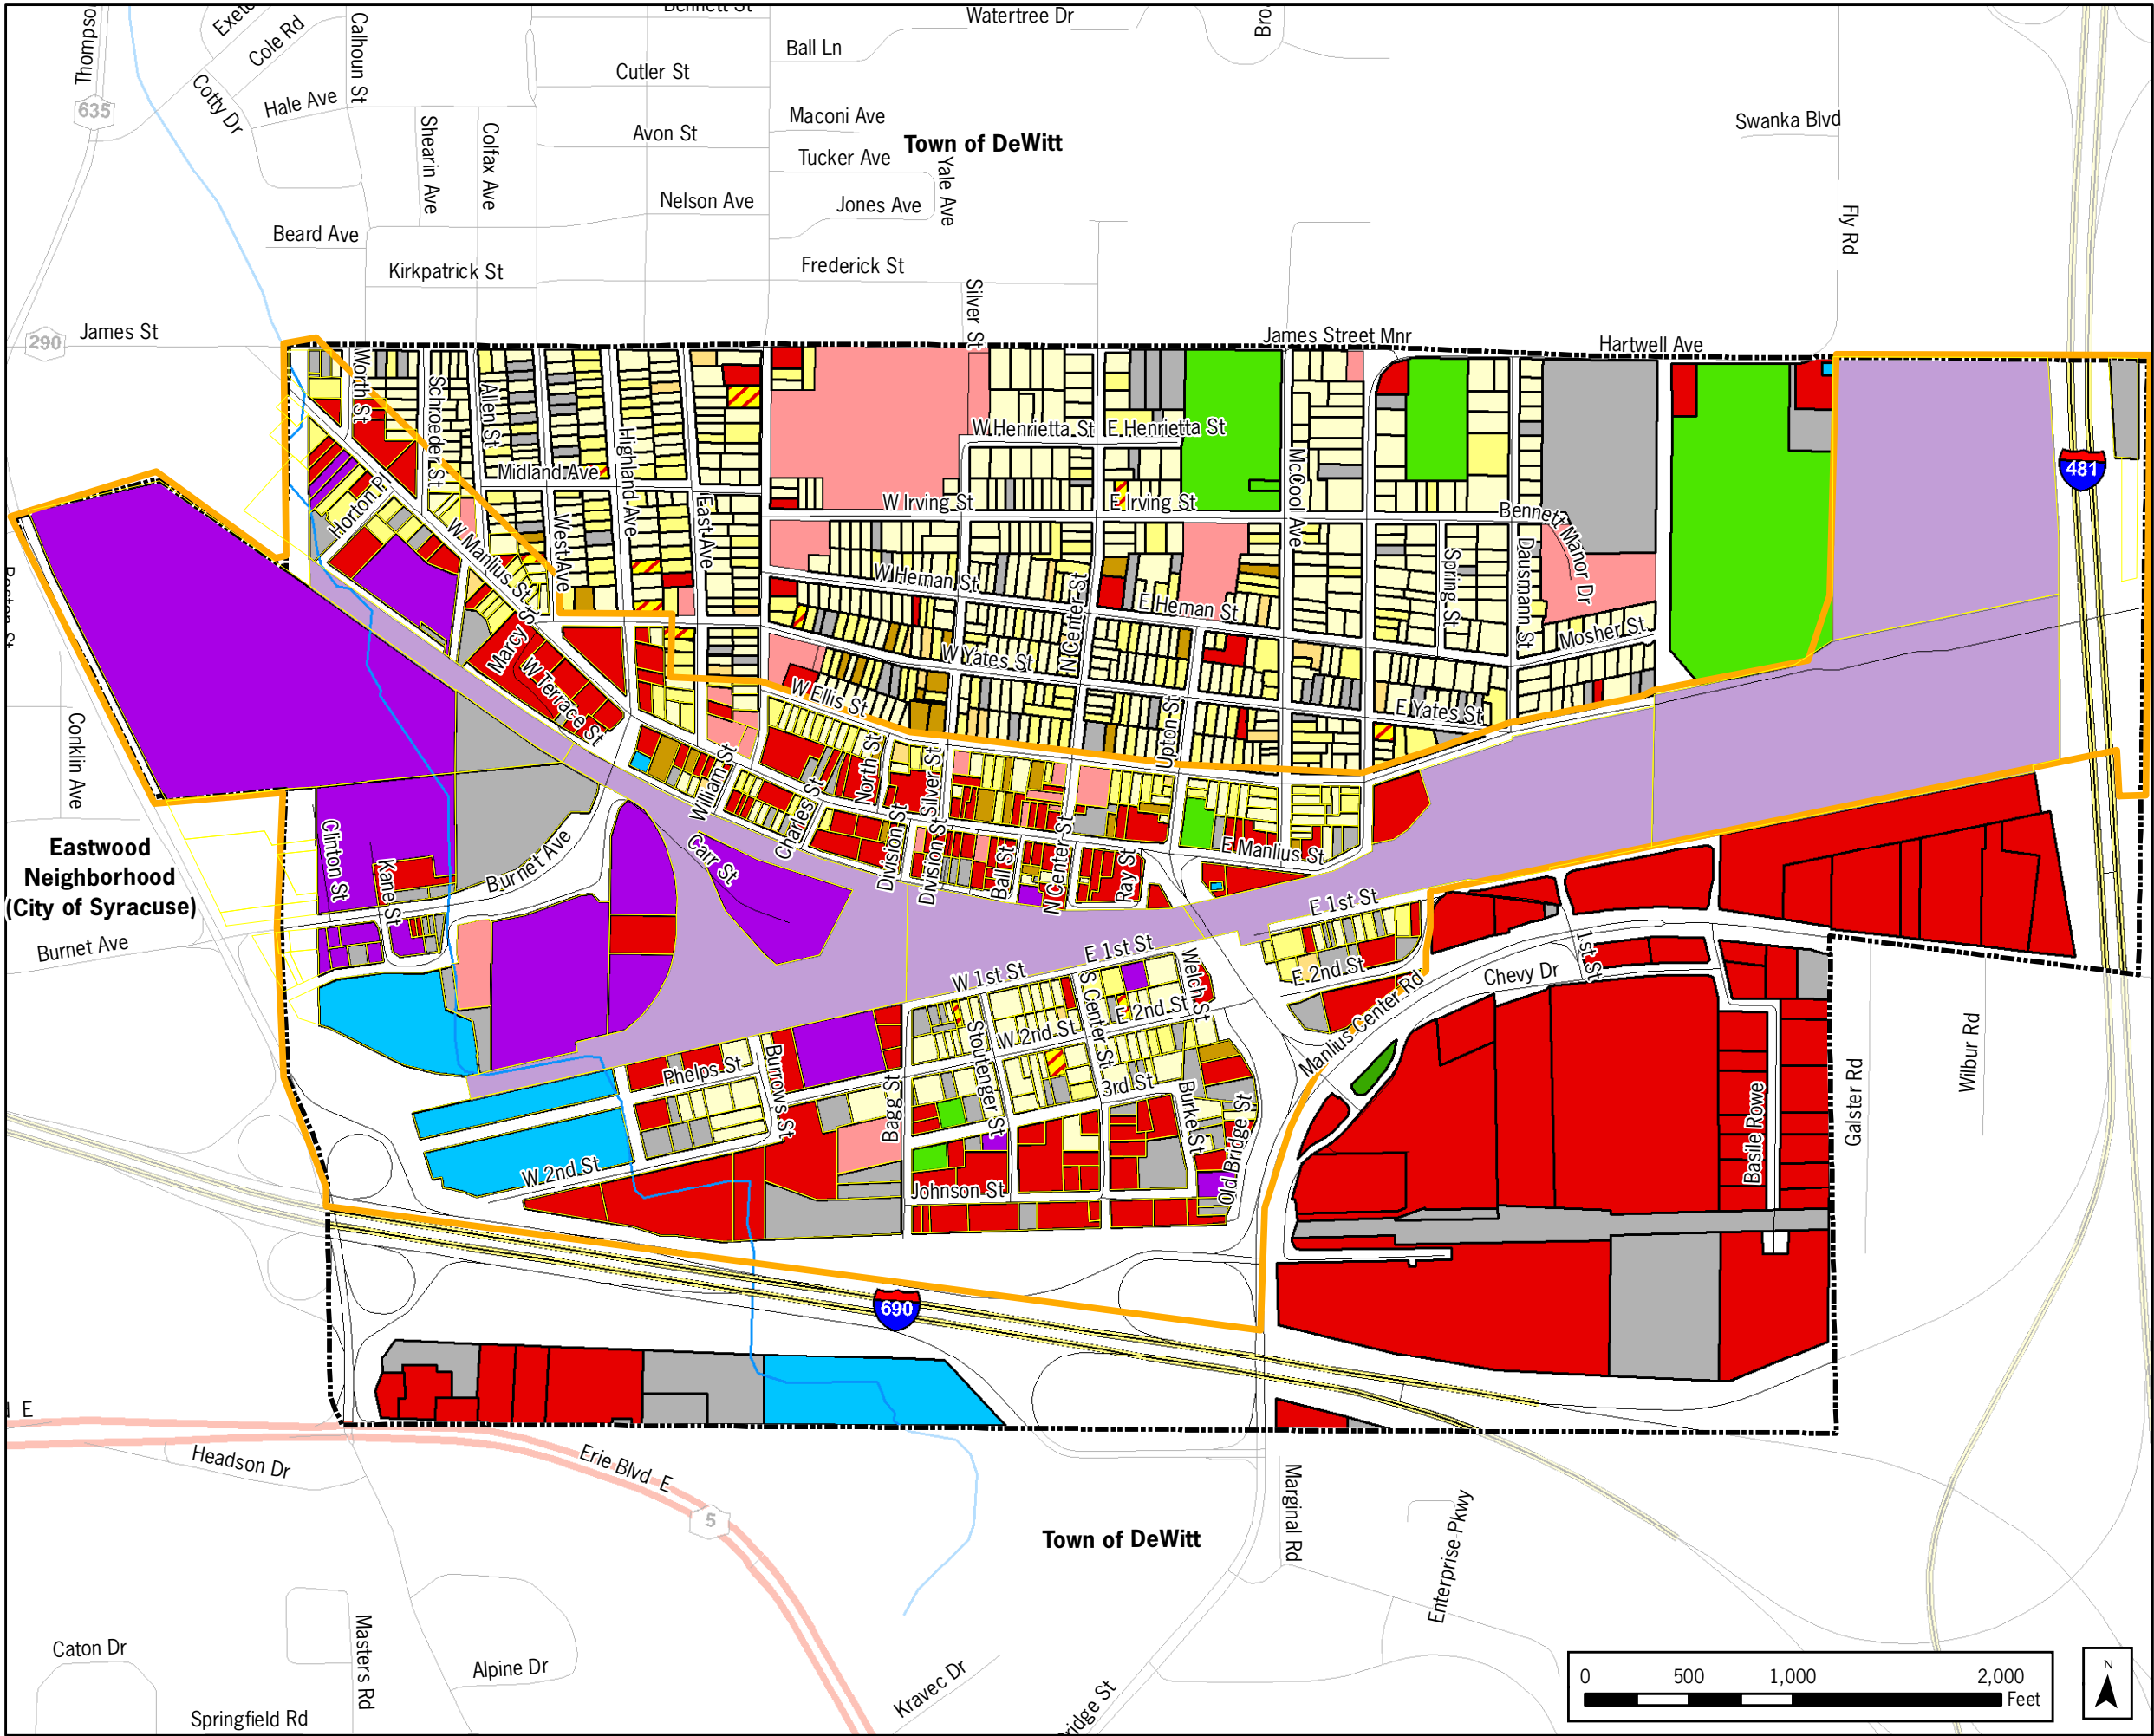 Thompso
Cole Rd
Calhoun St
Bennett St
Watertree Dr
Ball Ln
Cutler St
635
Cotty Dr
Hale Ave
Shearin Ave
Colfax Ave
Maconi Ave
Avon St
Town of DeWitt
Swanka Blvd
Tucker Ave
Yale Ave
Nelson Ave
Jones Ave
Fly Rd
Beard Ave
Kirkpatrick St
Frederick St
Silver St
290
James St
James Street Mnr
Hartwell Ave
Worth St
Schroeder St
Allen St
Highland Ave
W Henrietta St
E Henrietta St
McCool Ave
481
Midland Ave
Horton Pl
W Manlius St
West Ave
East Ave
W Irving St
E Irving St
Bennett Manor Dr
Spring St
Dausmann St
W Heman St
N Center St
E Heman St
Mosher St
Marcy St
W Terrace St
W Yates St
W Ellis St
E Yates St
Upton St
Conklin Ave
William St
North St
Silver St
Charles St
Division St
Division St
Ball St
N Center St
Ray St
E Manlius St
Carr St
Eastwood
Neighborhood
(City of Syracuse)
Clinton St
Kane St
Burnet Ave
Burnet Ave
E 1st St
E 1st St
W 1st St
Welch St
E 2nd St
1st St
Chevy Dr
Manlius Center Rd
S Center St
E 2nd St
W 2nd St
Stoutenger St
Phelps St
Burrows St
Bagg St
3rd St
Burke St
Old Bridge St
Basile Rowe
Galster Rd
Wilbur Rd
W 2nd St
Johnson St
690
E
Headson Dr
Erie Blvd E
5
Town of DeWitt
Marginal Rd
Enterprise Pkwy
Masters Rd
Caton Dr
Alpine Dr
Kravec Dr
Springfield Rd
0 500 1,000 2,000
Feet
N